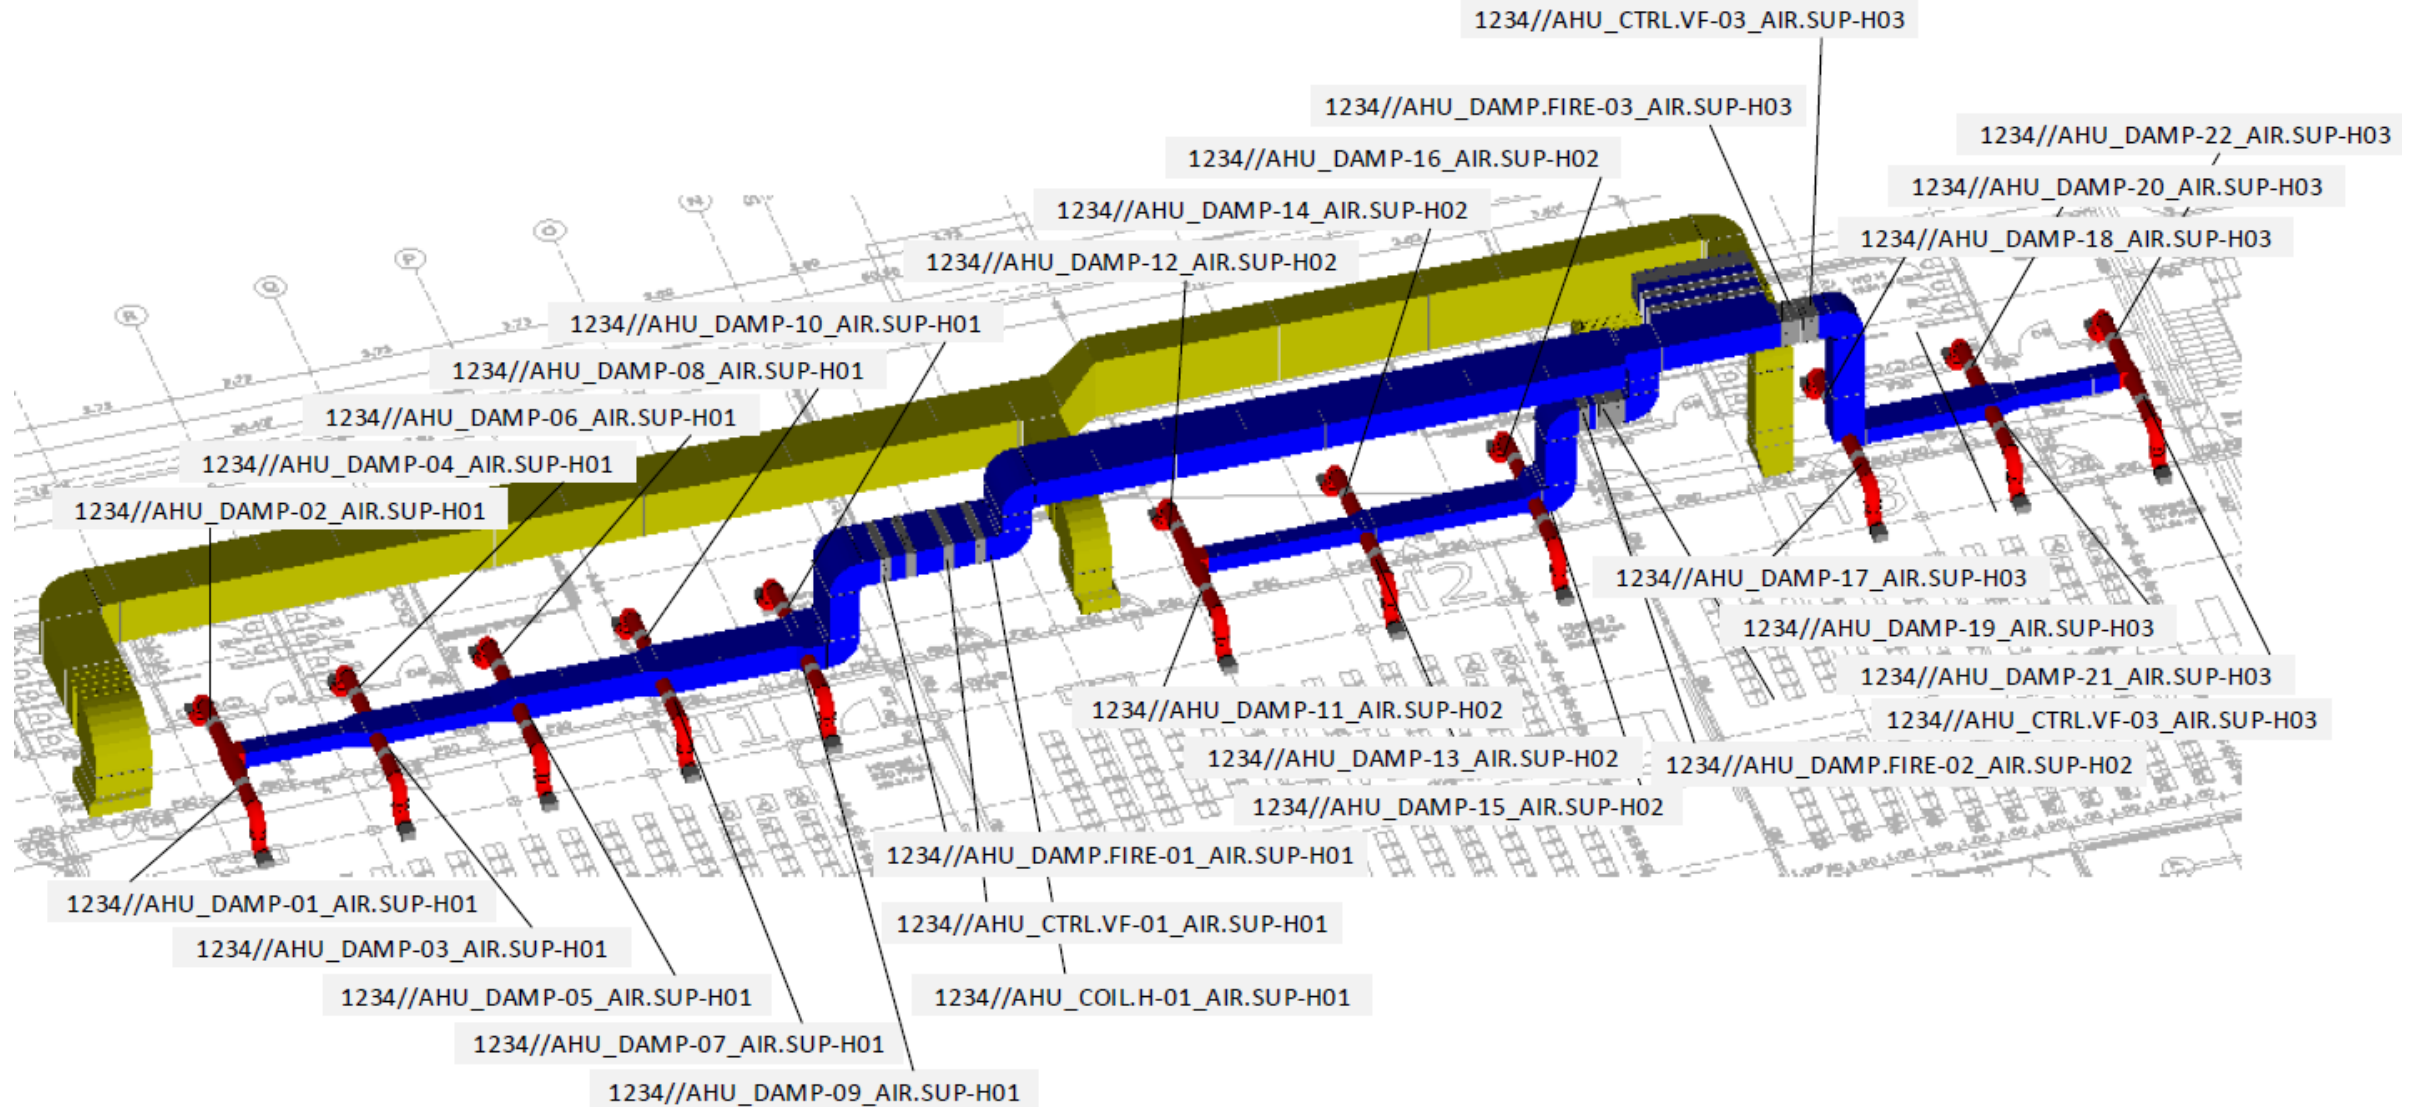 1234//AHU_CTRL.VF-03_AIR.SUP-H03
1234//AHU_DAMP.FIRE-03_AIR.SUP-H03
1234//AHU_DAMP-22_AIR.SUP-H03
1234//AHU_DAMP-16_AIR.SUP-H02
1234//AHU_DAMP-20_AIR.SUP-H03
1234//AHU_DAMP-14_AIR.SUP-H02
1234//AHU_DAMP-18_AIR.SUP-H03
1234//AHU_DAMP-12_AIR.SUP-H02
1234//AHU_DAMP-10_AIR.SUP-H01
1234//AHU_DAMP-08_AIR.SUP-H01
1234//AHU_DAMP-06_AIR.SUP-H01
1234//AHU_DAMP-04_AIR.SUP-H01
1234//AHU_DAMP-02_AIR.SUP-H01
R
Q
P
O
N
H1
H2
H3
1234//AHU_DAMP-17_AIR.SUP-H03
1234//AHU_DAMP-19_AIR.SUP-H03
1234//AHU_DAMP-21_AIR.SUP-H03
1234//AHU_CTRL.VF-03_AIR.SUP-H03
1234//AHU_DAMP-11_AIR.SUP-H02
1234//AHU_DAMP-13_AIR.SUP-H02
1234//AHU_DAMP.FIRE-02_AIR.SUP-H02
1234//AHU_DAMP-15_AIR.SUP-H02
1234//AHU_DAMP.FIRE-01_AIR.SUP-H01
1234//AHU_DAMP-01_AIR.SUP-H01
1234//AHU_CTRL.VF-01_AIR.SUP-H01
1234//AHU_DAMP-03_AIR.SUP-H01
1234//AHU_DAMP-05_AIR.SUP-H01
1234//AHU_COIL.H-01_AIR.SUP-H01
1234//AHU_DAMP-07_AIR.SUP-H01
1234//AHU_DAMP-09_AIR.SUP-H01